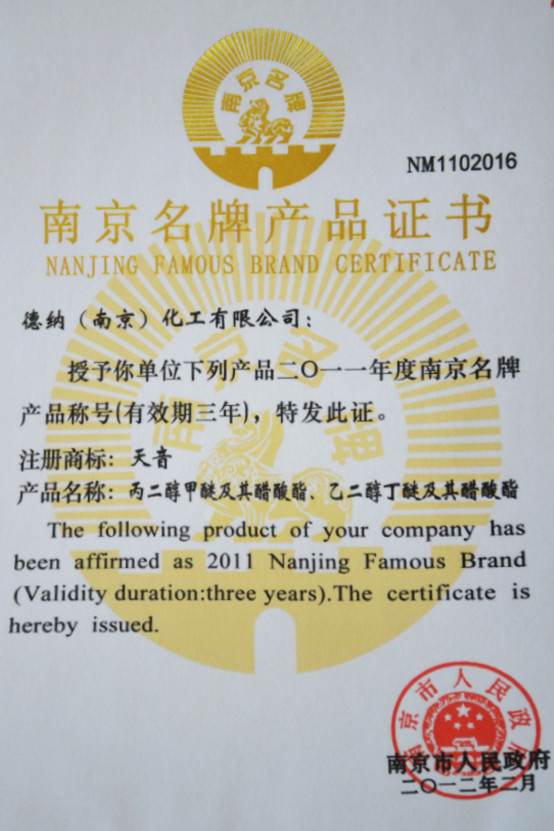 南京名牌
NM1102016
南京名牌产品证书
NANJING FAMOUS BRAND CERTIFICATE
德纳（南京）化工有限公司：
授予你单位下列产品二〇一一年度南京名牌
产品称号(有效期三年)，特发此证。
注册商标：天音
产品名称：丙二醇甲醚及其醋酸酯、乙二醇丁醚及其醋酸酯
The following product of your company has
been affirmed as 2011 Nanjing Famous Brand
(Validity duration:three years).The certificate is
hereby issued.
南京市人民政府
南京市人民政府
二〇一二年二月